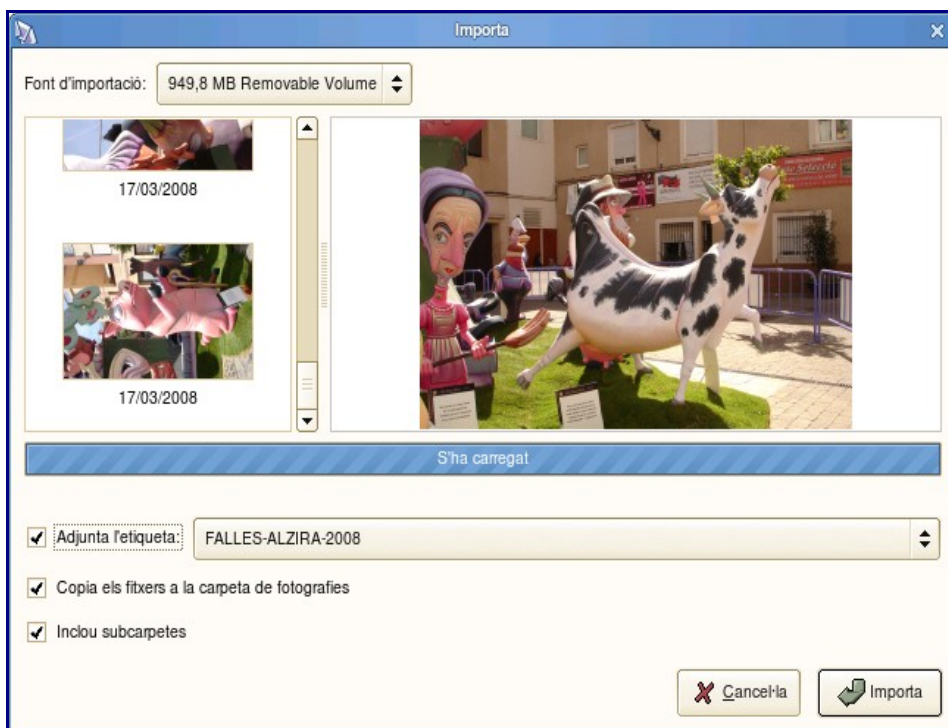 Importa
Font d'importació: 949,8 MB Removable Volume
17/03/2008
17/03/2008
Selecció
S'ha carregat
Adjunta l'etiqueta: FALLES-ALZIRA-2008
Copia els fitxers a la carpeta de fotografies
Inclou subcarpetes
Cancel·la Importa